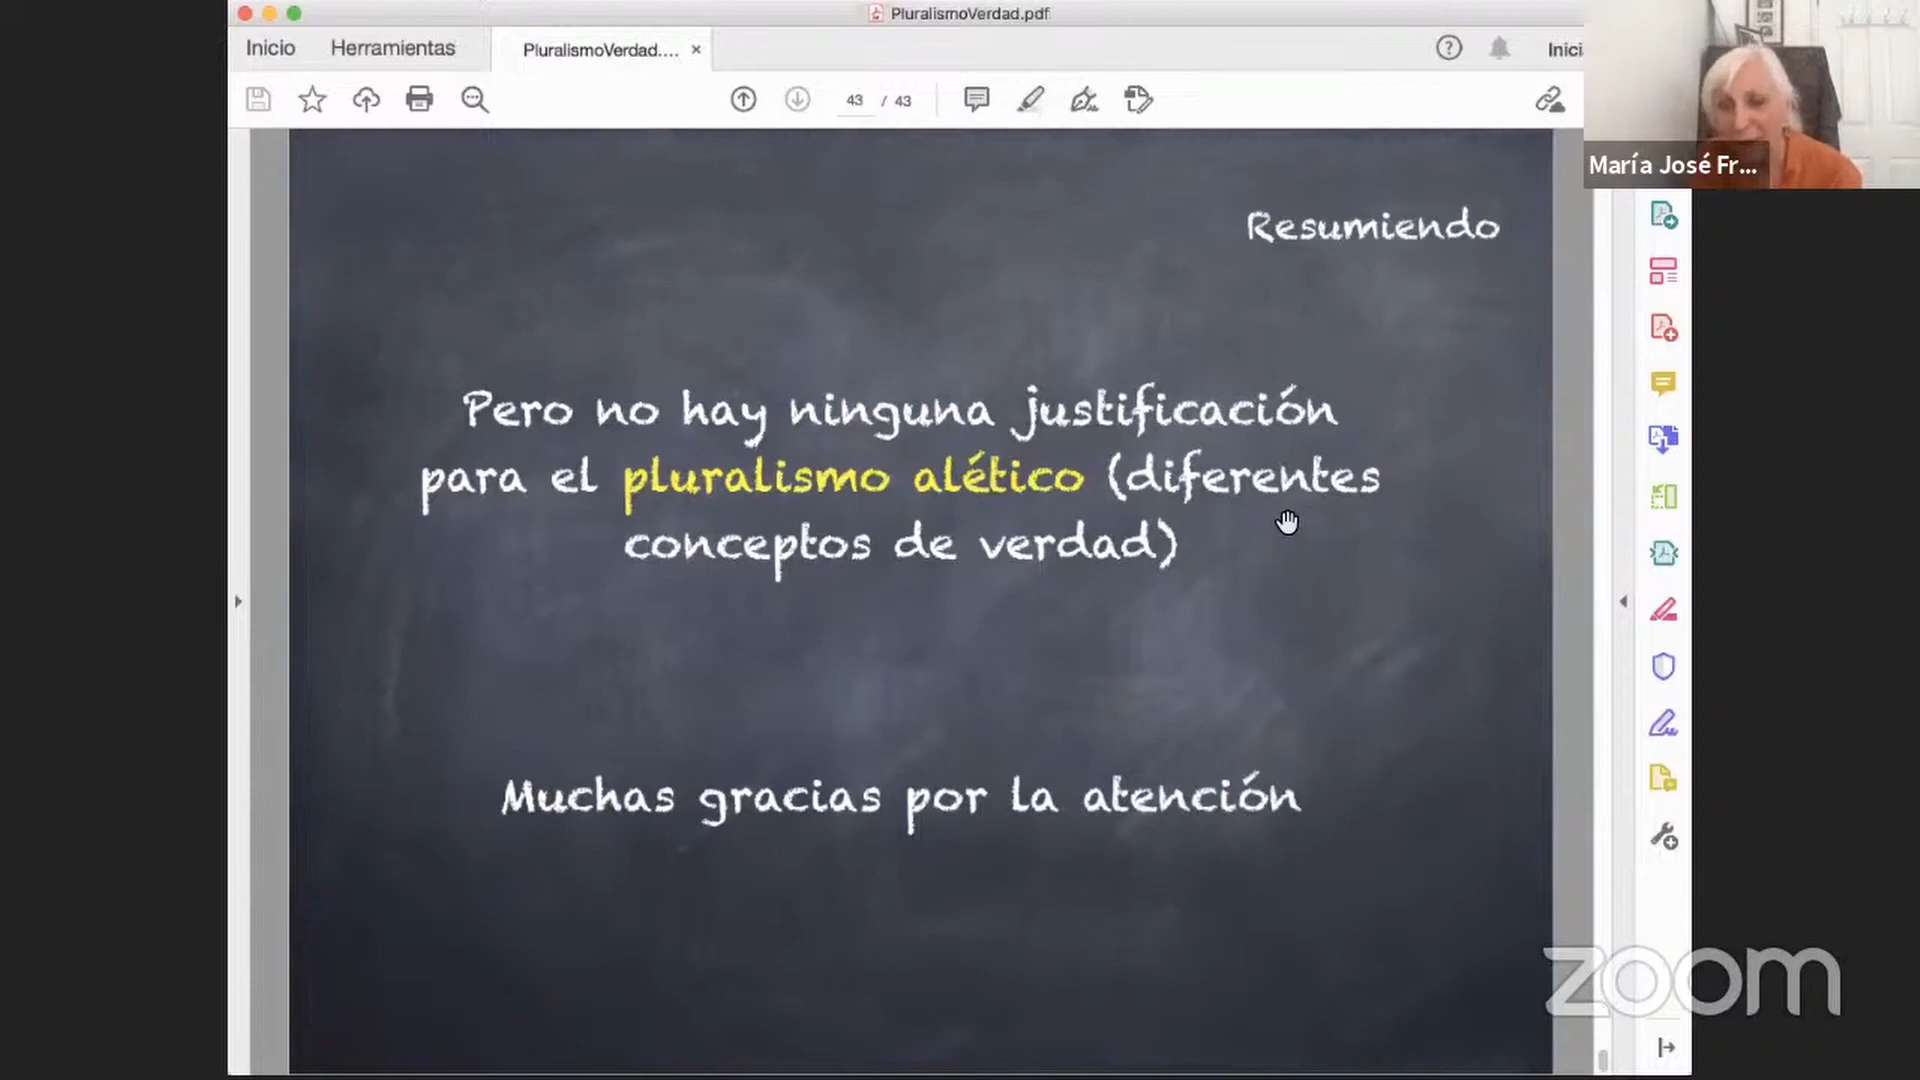 PluralismoVerdad.pdf
Inicio
Herramientas
PluralismoVerdad....
Inici
43 / 43
María José Fr...
Resumiendo
Pero no hay ninguna justificación
para el pluralismo alético (diferentes
conceptos de verdad)
Muchas gracias por la atención
zoom